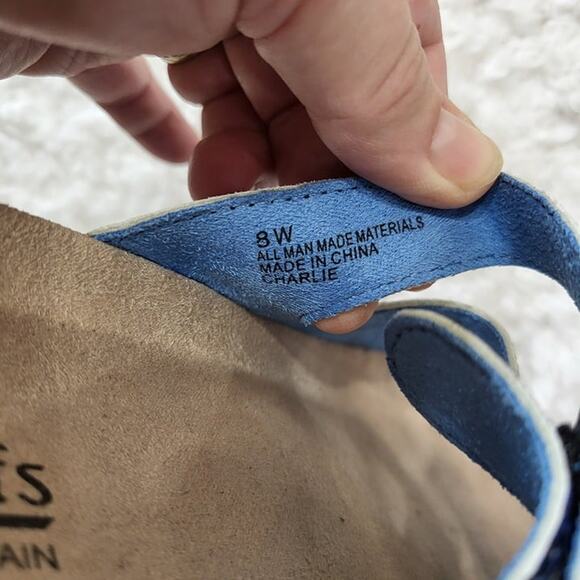 8 W
ALL MAN MADE MATERIALS
MADE IN CHINA
CHARLIE